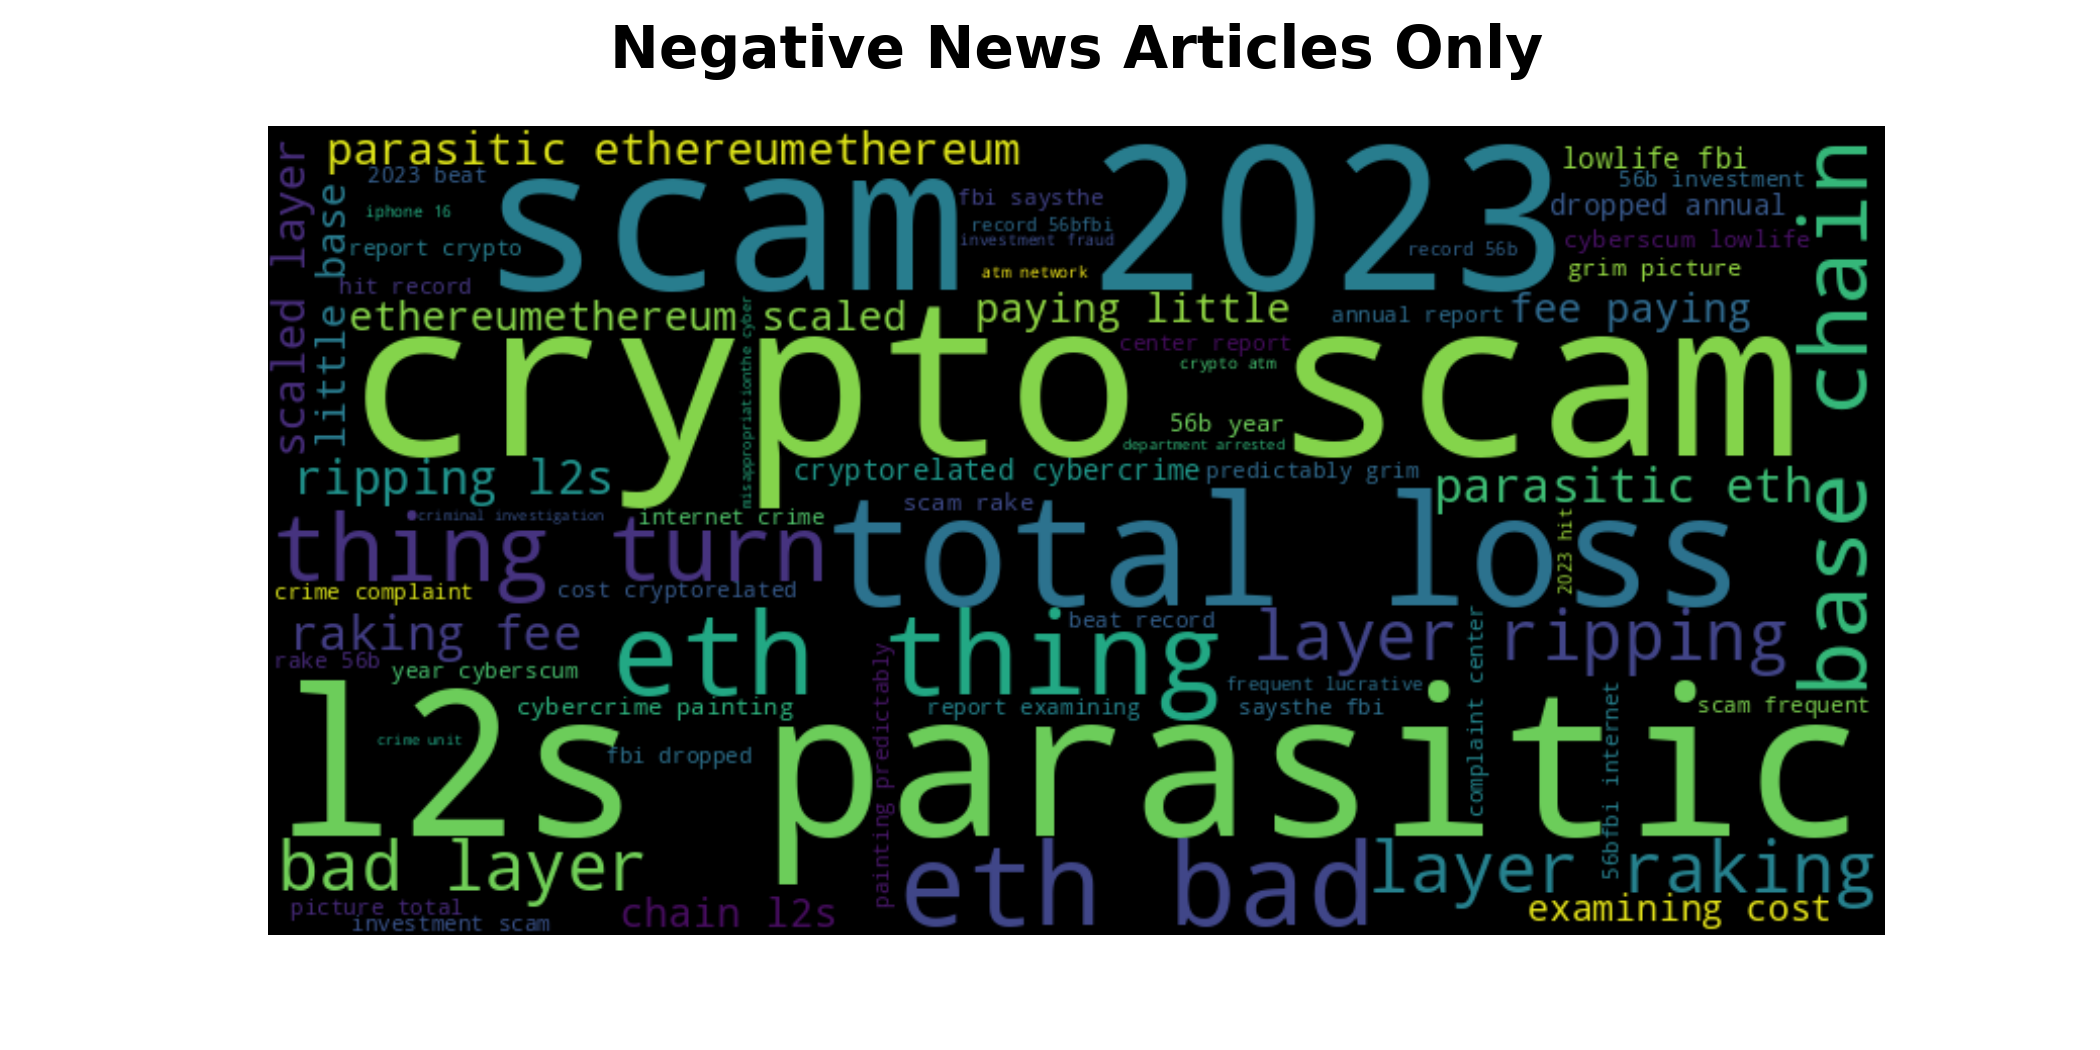 Negative News Articles Only
parasitic ethereumethereum
scaled layer
little base
2023 beat
iphone 16
report crypto
hit record
scam 2023
fbi saysthe
record 56bfbi
investment fraud
atm network
record 56b
lowlife fbi
56b investment
dropped annual
cyberscum lowlife
grim picture
base chain
ethereumethereum scaled
misappropriationthe cyber
paying little
annual report
fee paying
center report
crypto atm
crypto scam
56b year
department arrested
ripping l2s
cryptorelated cybercrime
predictably grim
parasitic eth
scam rake
criminal investigation
internet crime
thing turn
total loss
2023 hit
crime complaint
cost cryptorelated
raking fee
eth thing
beat record
layer ripping
rake 56b
year cyberscum
cybercrime painting
painting predictably
report examining
frequent lucrative
saysthe fbi
complaint center
56bfbi internet
scam frequent
l2s parasitic
crime unit
fbi dropped
bad layer
eth bad
layer raking
picture total
investment scam
chain l2s
examining cost